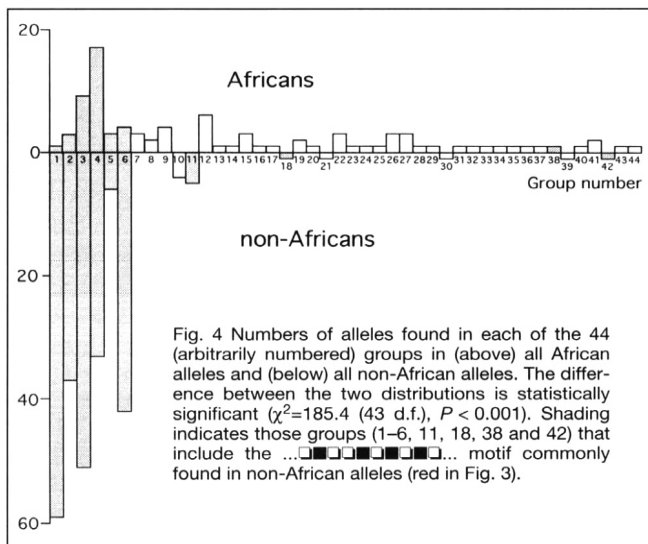 20
Africans
0
1 2 3 4 5 6 7 8 9 10 11 12 13 14 15 16 17 18 19 20 21 22 23 24 25 26 27 28 29 30 31 32 33 34 35 36 37 38 39 40 41 42 43 44
Group number
non-Africans
20
40
60
Fig. 4 Numbers of alleles found in each of the 44
(arbitrarily numbered) groups in (above) all African
alleles and (below) all non-African alleles. The differ-
ence between the two distributions is statistically
significant (χ²=185.4 (43 d.f.), P < 0.001). Shading
indicates those groups (1–6, 11, 18, 38 and 42) that
include the ...❏■❏❏■❏■❏■❏... motif commonly
found in non-African alleles (red in Fig. 3).